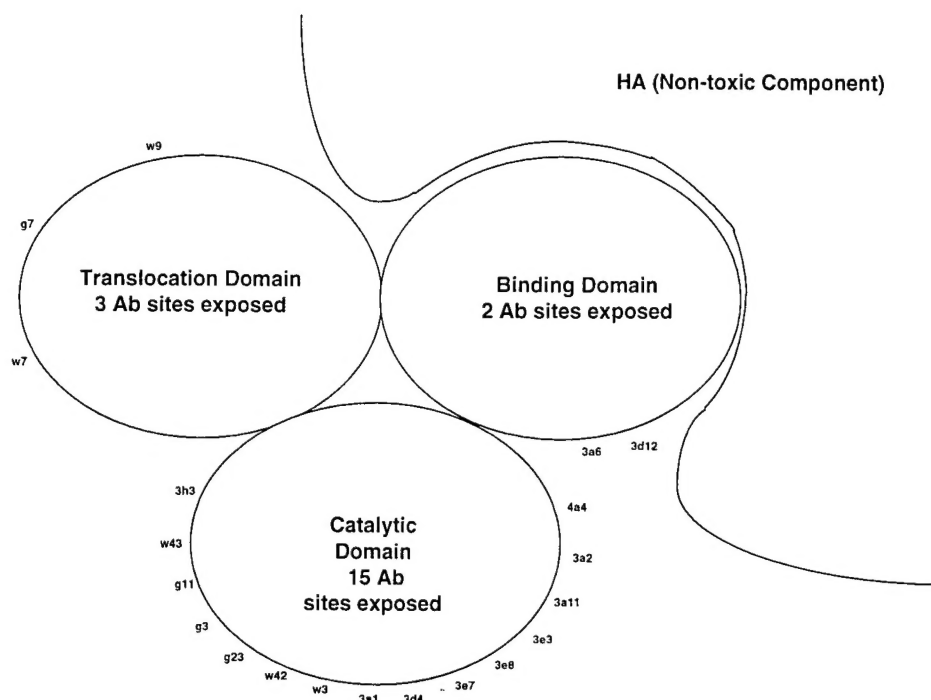 HA (Non-toxic Component)
w9
g7
Translocation Domain
3 Ab sites exposed
Binding Domain
2 Ab sites exposed
w7
3a6
3d12
3h3
4a4
Catalytic
Domain
15 Ab
sites exposed
w43
3a2
g11
3a11
g3
3e3
g23
3e8
w42
3e7
w3
3a1
3d4